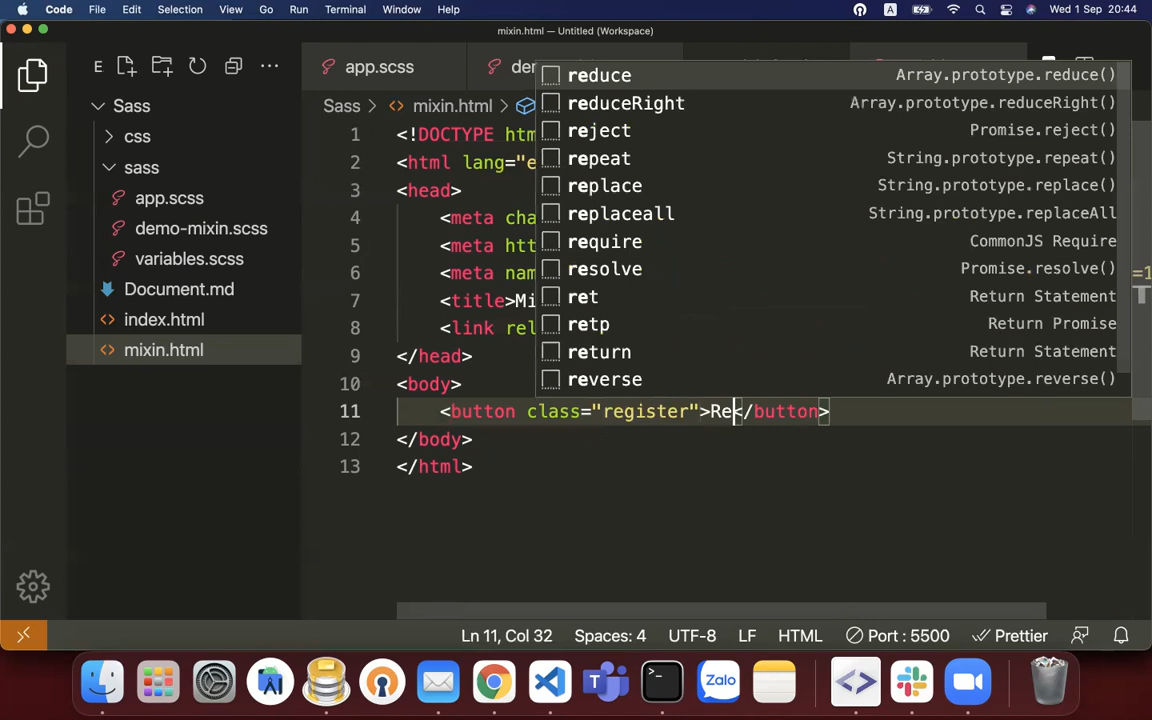 Code File Edit Selection View Go Run Terminal Window Help A Wed 1 Sep 20:44
mixin.html — Untitled (Workspace)
E
app.scss
Sass
css
sass
app.scss
demo-mixin.scss
variables.scss
Document.md
index.html
mixin.html
Sass > mixin.html
1 <!DOCTYPE htm
2 <html lang="e
3 <head>
4 <meta cha
5 <meta htt
6 <meta nam
7 <title>Mi
8 <link rel
9 </head>
10 <body>
11 <button class="register">Re</button>
12 </body>
13 </html>
=1
reduce Array.prototype.reduce()
reduceRight Array.prototype.reduceRight()
reject Promise.reject()
repeat String.prototype.repeat()
replace String.prototype.replace()
replaceall String.prototype.replaceAll
require CommonJS Require
resolve Promise.resolve()
ret Return Statement
retp Return Promise
return Return Statement
reverse Array.prototype.reverse()
Ln 11, Col 32 Spaces: 4 UTF-8 LF HTML Port : 5500 Prettier
Zalo